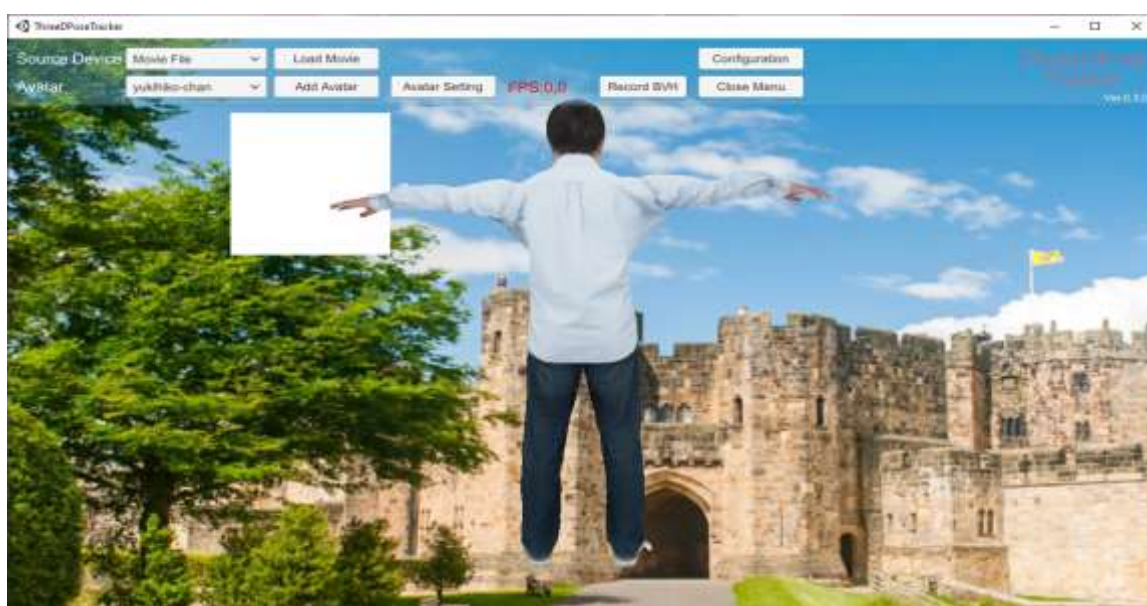 ThreeDPoseTracker
Source Device Movie File Load Movie Configuration
Avatar yukihiko-chan Add Avatar Avatar Setting FPS:0.0 Record BVH Close Menu